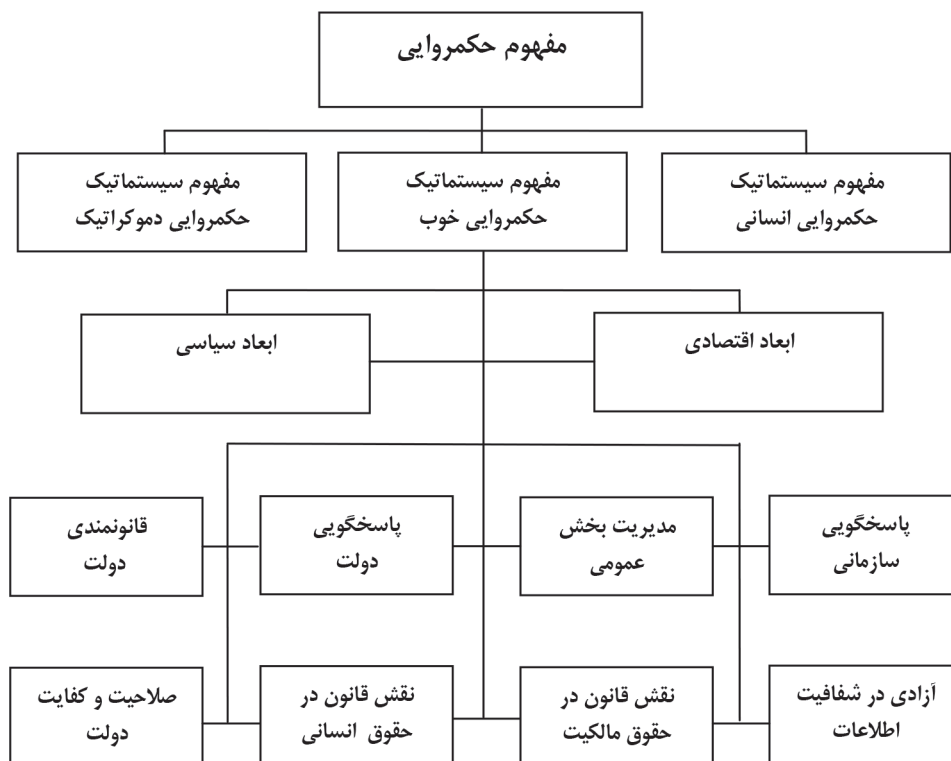 مفهوم حکمروایی
مفهوم سیستماتیک
حکمروایی انسانی
مفهوم سیستماتیک
حکمروایی خوب
مفهوم سیستماتیک
حکمروایی دموکراتیک
ابعاد اقتصادی
ابعاد سیاسی
پاسخگویی
سازمانی
مدیریت بخش
عمومی
پاسخگویی
دولت
قانونمندی
دولت
آزادی در شفافیت
اطلاعات
نقش قانون در
حقوق مالکیت
نقش قانون در
حقوق انسانی
صلاحیت و کفایت
دولت